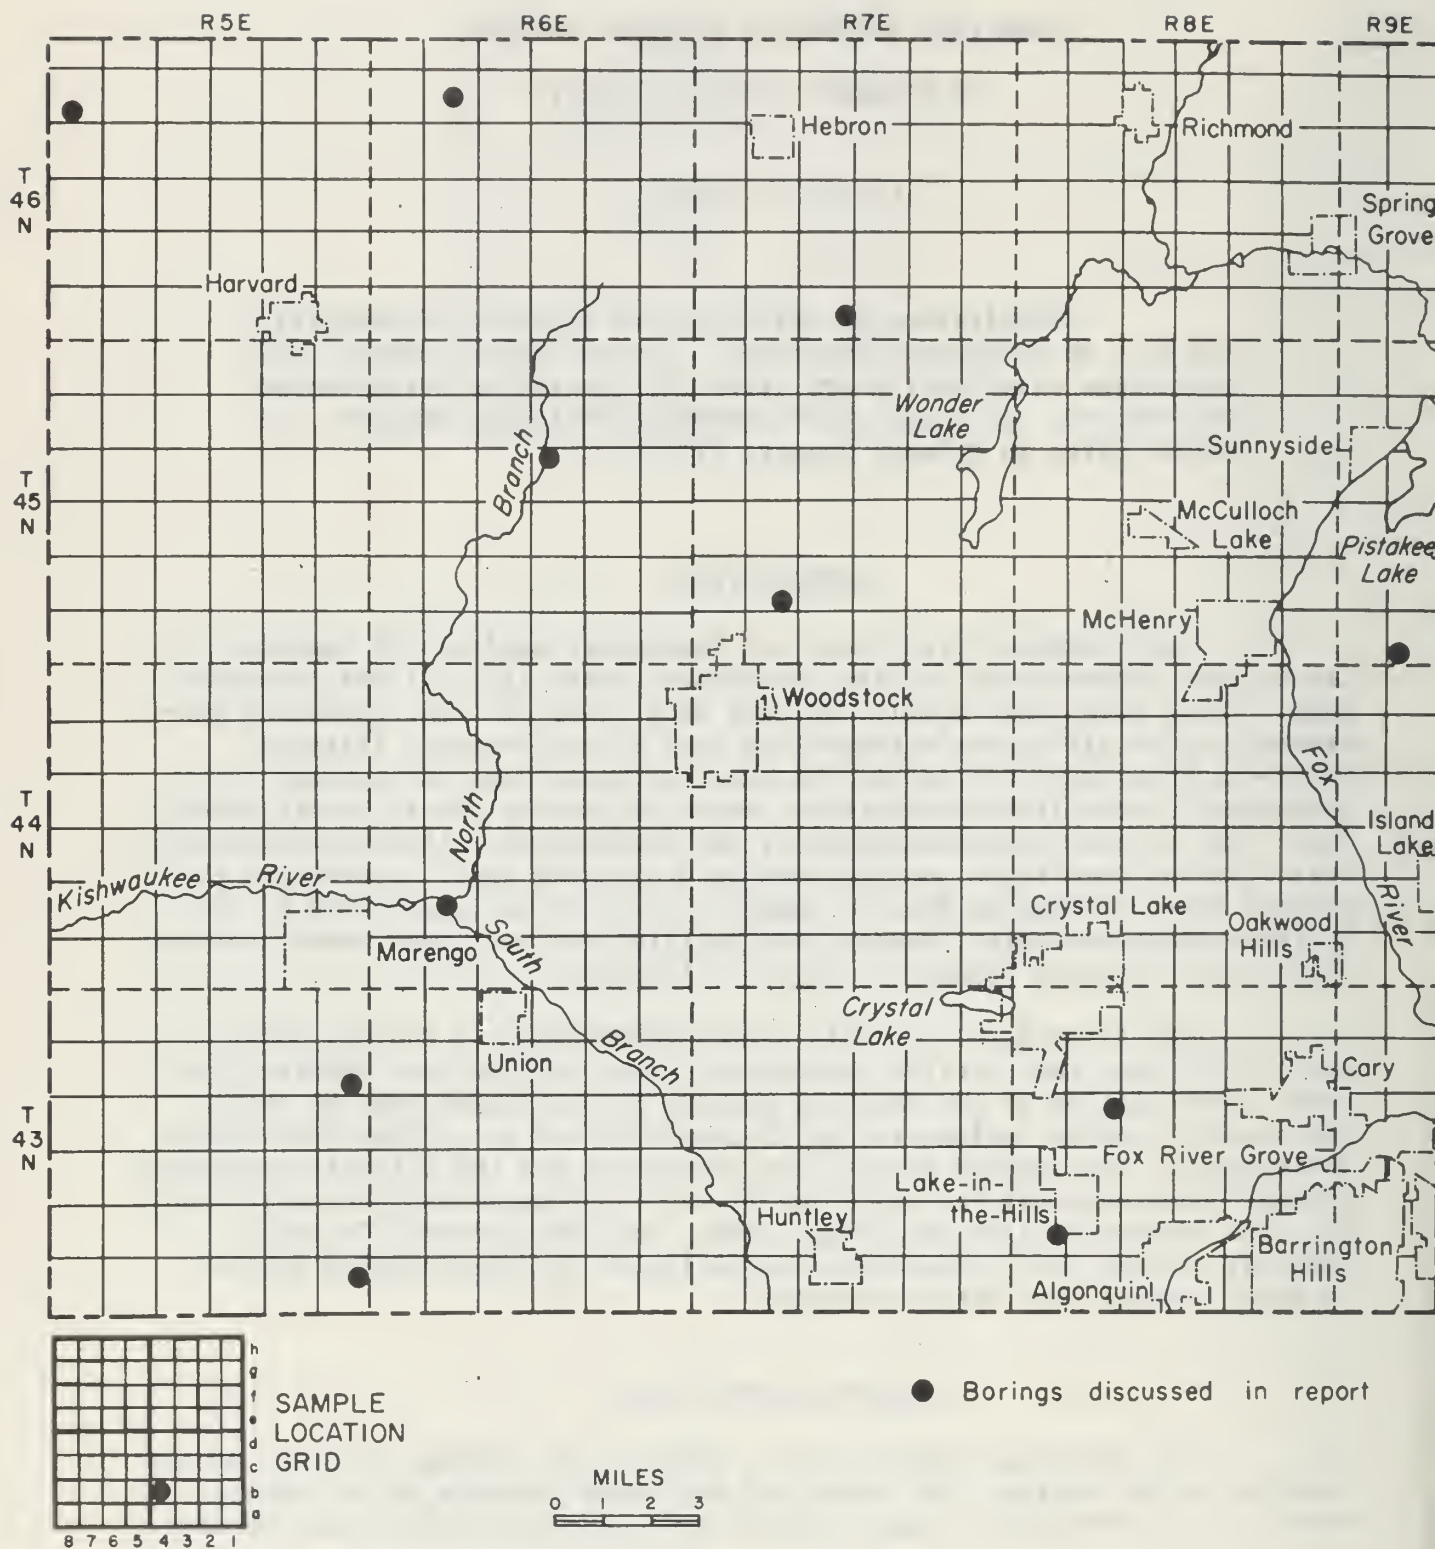 R5E
R6E
R7E
R8E
R9E
T
46
N
Hebron
Richmond
Spring
Grove
Harvard
Wonder
Lake
Branch
Sunnyside
T
45
N
McCulloch
Lake
Pistakee
Lake
McHenry
Woodstock
Fox
T
44
N
North
Island
Lake
Kishwaukee River
River
Crystal Lake
Oakwood
Hills
Marengo
South
Crystal
Lake
Union
Branch
Cary
T
43
N
Fox River Grove
Lake-in-
the-Hills
Huntley
Barrington
Hills
Algonquin
h
g
f
e
d
c
b
a
8 7 6 5 4 3 2 1
SAMPLE
LOCATION
GRID
Borings discussed in report
MILES
0 1 2 3